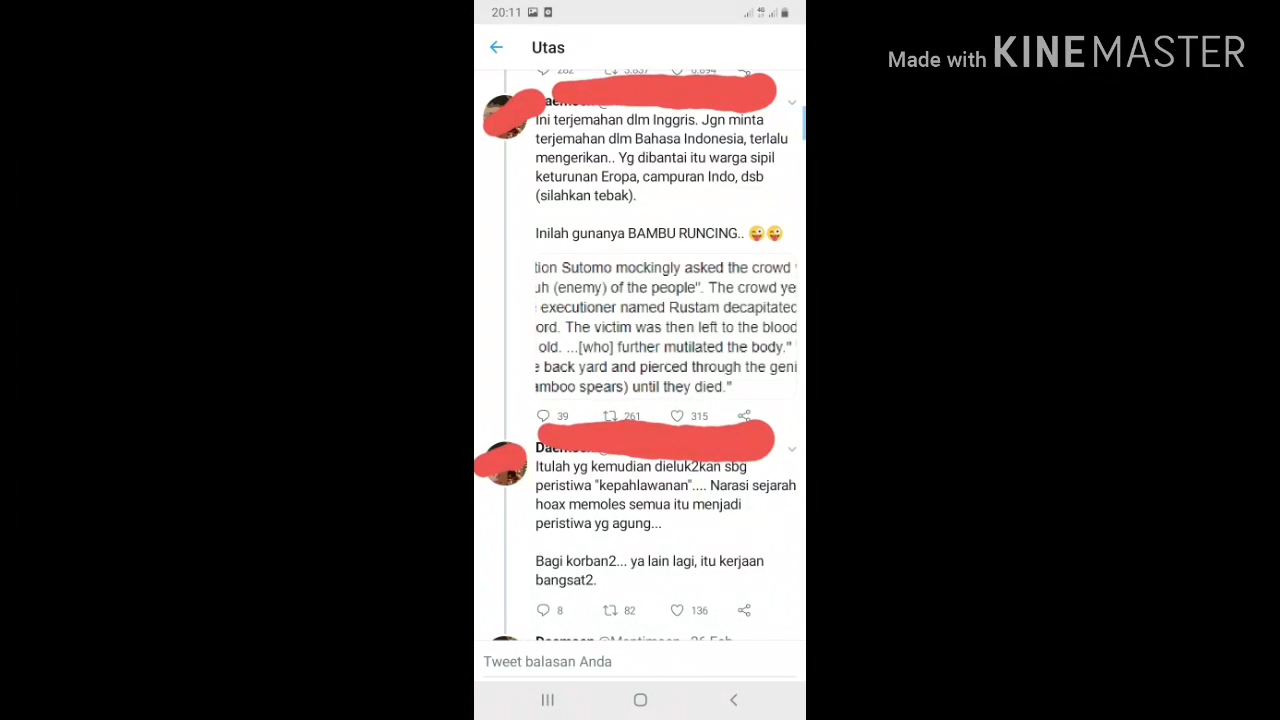 20:11
Made with KINEMASTER
Utas
Ini terjemahan dlm Inggris. Jgn minta
terjemahan dlm Bahasa Indonesia, terlalu
mengerikan.. Yg dibantai itu warga sipil
keturunan Eropa, campuran Indo, dsb
(silahkan tebak).
Inilah gunanya BAMBU RUNCING.. 😜😜
tion Sutomo mockingly asked the crowd
uh (enemy) of the people". The crowd ye
executioner named Rustam decapitated
ord. The victim was then left to the blood
old. ...[who] further mutilated the body."
back yard and pierced through the geni
amboo spears) until they died."
39 261 315
Itulah yg kemudian dieluk2kan sbg
peristiwa "kepahlawanan".... Narasi sejarah
hoax memoles semua itu menjadi
peristiwa yg agung...
Bagi korban2... ya lain lagi, itu kerjaan
bangsat2.
8 82 136
Tweet balasan Anda